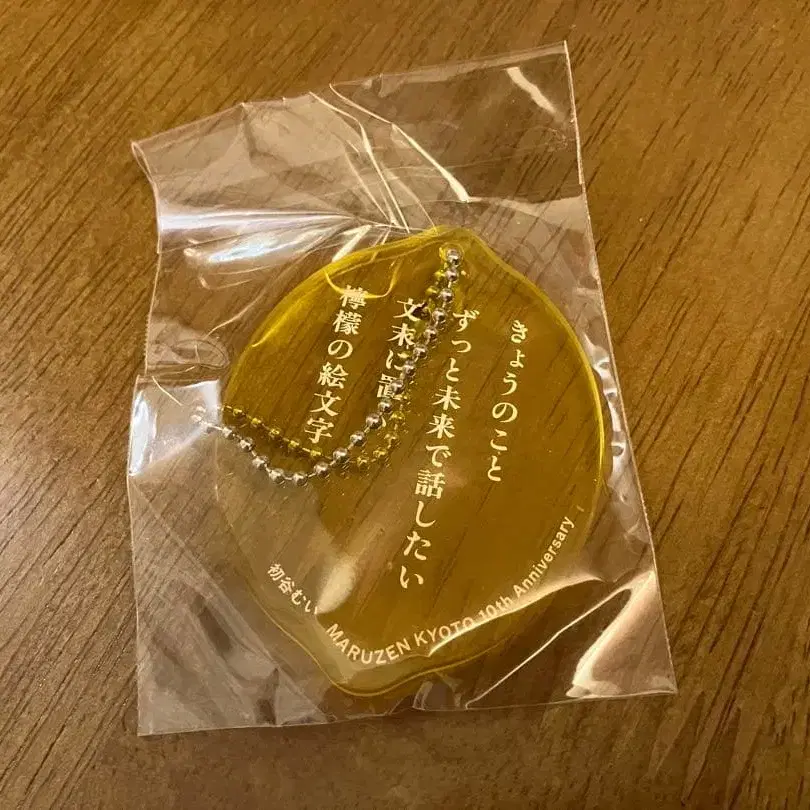 きょうのこと
ずっと未来で話したい
文末に置く
檸檬の絵文字
初谷むい
MARUZEN KYOTO 10th Anniversary